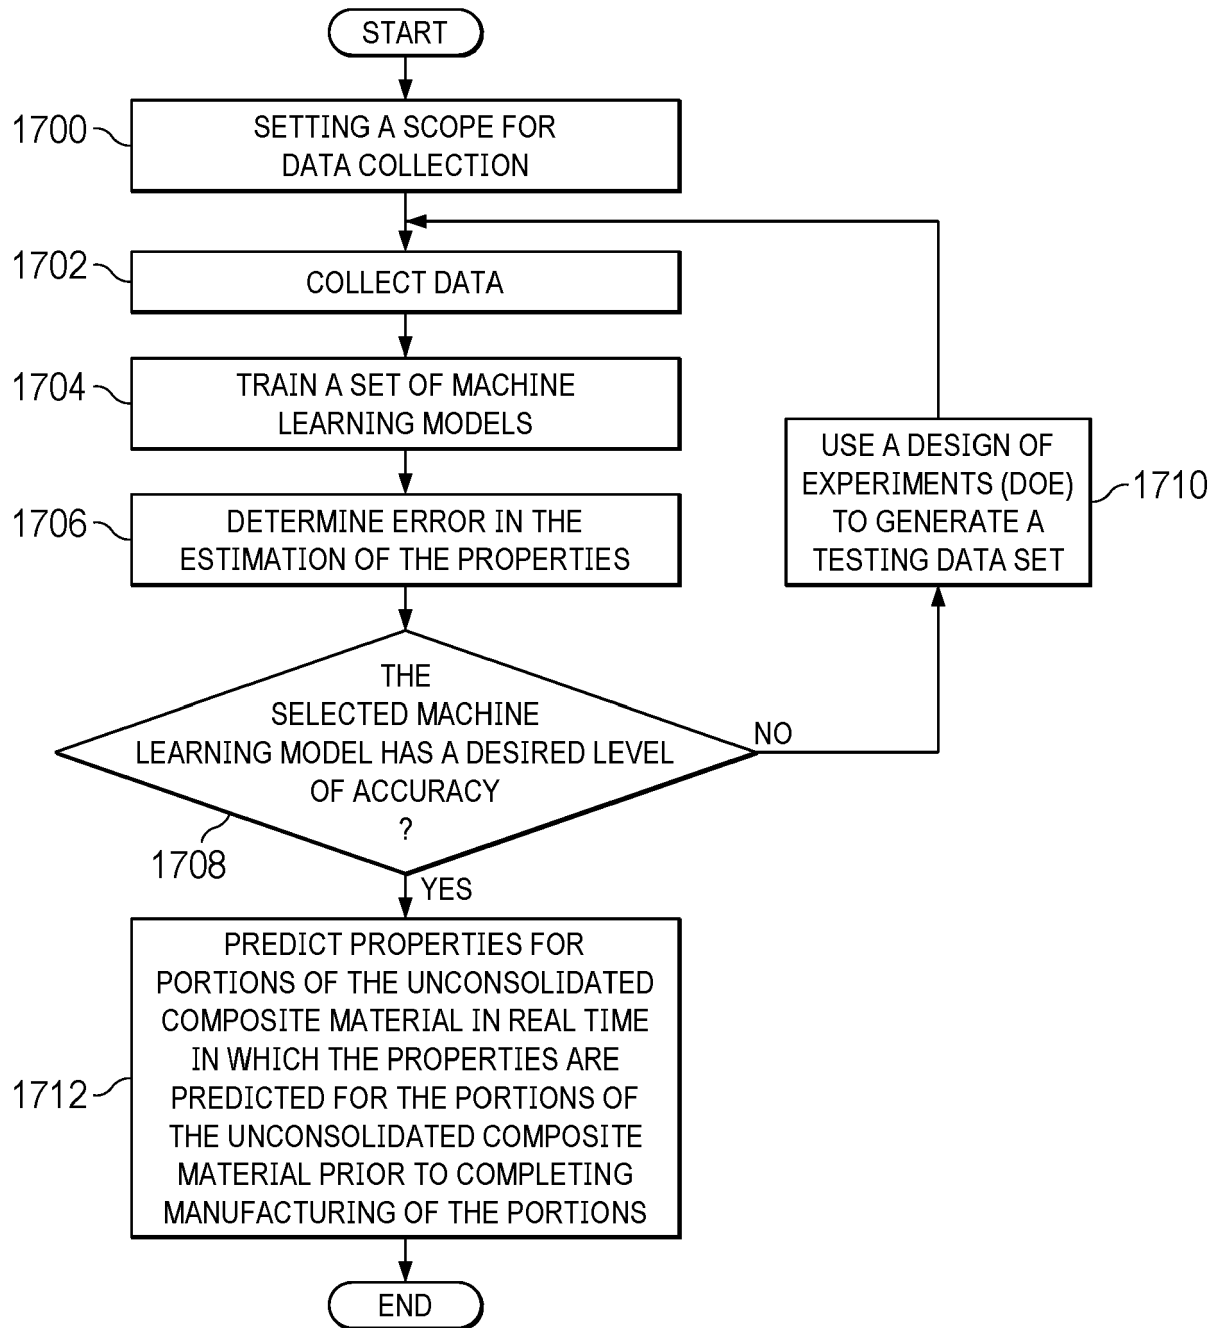 START
1700
SETTING A SCOPE FOR
DATA COLLECTION
1702
COLLECT DATA
1704
TRAIN A SET OF MACHINE
LEARNING MODELS
1706
DETERMINE ERROR IN THE
ESTIMATION OF THE PROPERTIES
USE A DESIGN OF
EXPERIMENTS (DOE)
TO GENERATE A
TESTING DATA SET
1710
THE
SELECTED MACHINE
LEARNING MODEL HAS A DESIRED LEVEL
OF ACCURACY
?
NO
1708
YES
1712
PREDICT PROPERTIES FOR
PORTIONS OF THE UNCONSOLIDATED
COMPOSITE MATERIAL IN REAL TIME
IN WHICH THE PROPERTIES ARE
PREDICTED FOR THE PORTIONS OF
THE UNCONSOLIDATED COMPOSITE
MATERIAL PRIOR TO COMPLETING
MANUFACTURING OF THE PORTIONS
END